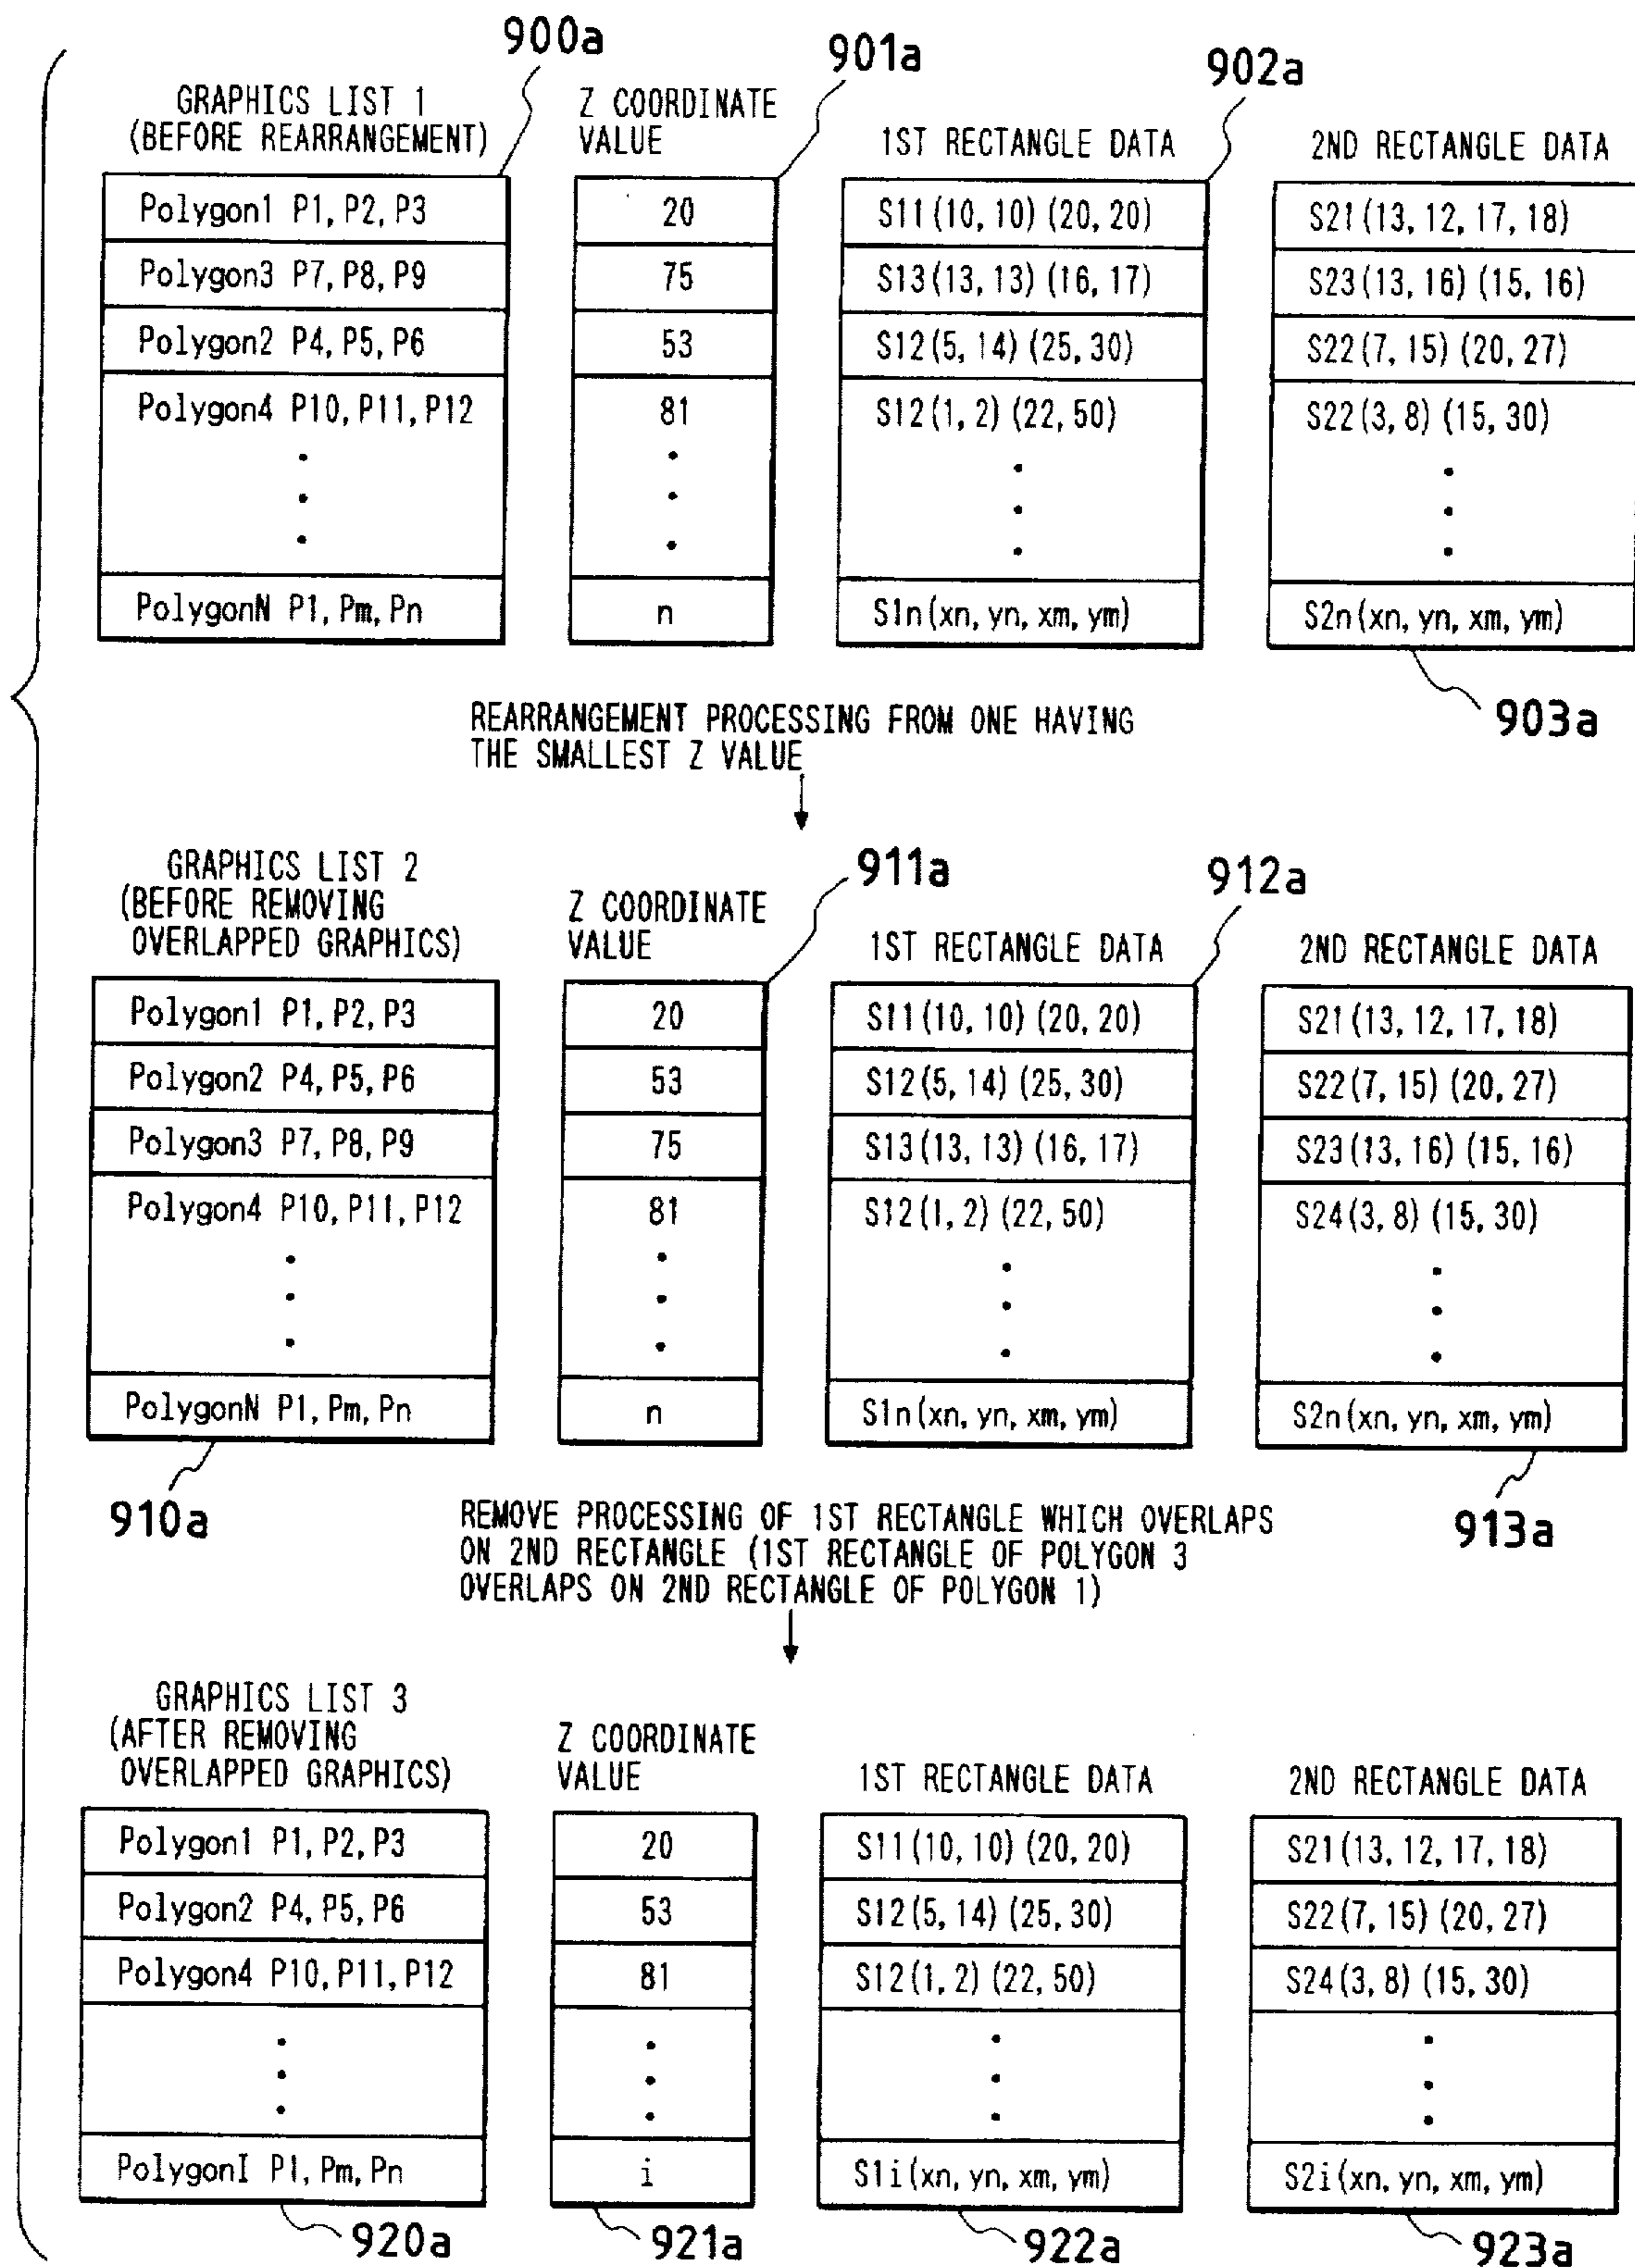 900a
901a
902a
GRAPHICS LIST 1
(BEFORE REARRANGEMENT)
Z COORDINATE
VALUE
1ST RECTANGLE DATA
2ND RECTANGLE DATA
Polygon1 P1, P2, P3
20
S11(10, 10) (20, 20)
S21(13, 12, 17, 18)
Polygon3 P7, P8, P9
75
S13(13, 13) (16, 17)
S23(13, 16) (15, 16)
Polygon2 P4, P5, P6
53
S12(5, 14) (25, 30)
S22(7, 15) (20, 27)
Polygon4 P10, P11, P12
81
S12(1, 2) (22, 50)
S22(3, 8) (15, 30)
PolygonN Pl, Pm, Pn
n
S1n(xn, yn, xm, ym)
S2n(xn, yn, xm, ym)
903a
REARRANGEMENT PROCESSING FROM ONE HAVING
THE SMALLEST Z VALUE
911a
912a
GRAPHICS LIST 2
(BEFORE REMOVING
OVERLAPPED GRAPHICS)
Z COORDINATE
VALUE
1ST RECTANGLE DATA
2ND RECTANGLE DATA
Polygon1 P1, P2, P3
20
S11(10, 10) (20, 20)
S21(13, 12, 17, 18)
Polygon2 P4, P5, P6
53
S12(5, 14) (25, 30)
S22(7, 15) (20, 27)
Polygon3 P7, P8, P9
75
S13(13, 13) (16, 17)
S23(13, 16) (15, 16)
Polygon4 P10, P11, P12
81
S12(1, 2) (22, 50)
S24(3, 8) (15, 30)
PolygonN Pl, Pm, Pn
n
S1n(xn, yn, xm, ym)
S2n(xn, yn, xm, ym)
910a
913a
REMOVE PROCESSING OF 1ST RECTANGLE WHICH OVERLAPS
ON 2ND RECTANGLE (1ST RECTANGLE OF POLYGON 3
OVERLAPS ON 2ND RECTANGLE OF POLYGON 1)
GRAPHICS LIST 3
(AFTER REMOVING
OVERLAPPED GRAPHICS)
Z COORDINATE
VALUE
1ST RECTANGLE DATA
2ND RECTANGLE DATA
Polygon1 P1, P2, P3
20
S11(10, 10) (20, 20)
S21(13, 12, 17, 18)
Polygon2 P4, P5, P6
53
S12(5, 14) (25, 30)
S22(7, 15) (20, 27)
Polygon4 P10, P11, P12
81
S12(1, 2) (22, 50)
S24(3, 8) (15, 30)
PolygonI Pl, Pm, Pn
i
S1i(xn, yn, xm, ym)
S2i(xn, yn, xm, ym)
920a
921a
922a
923a